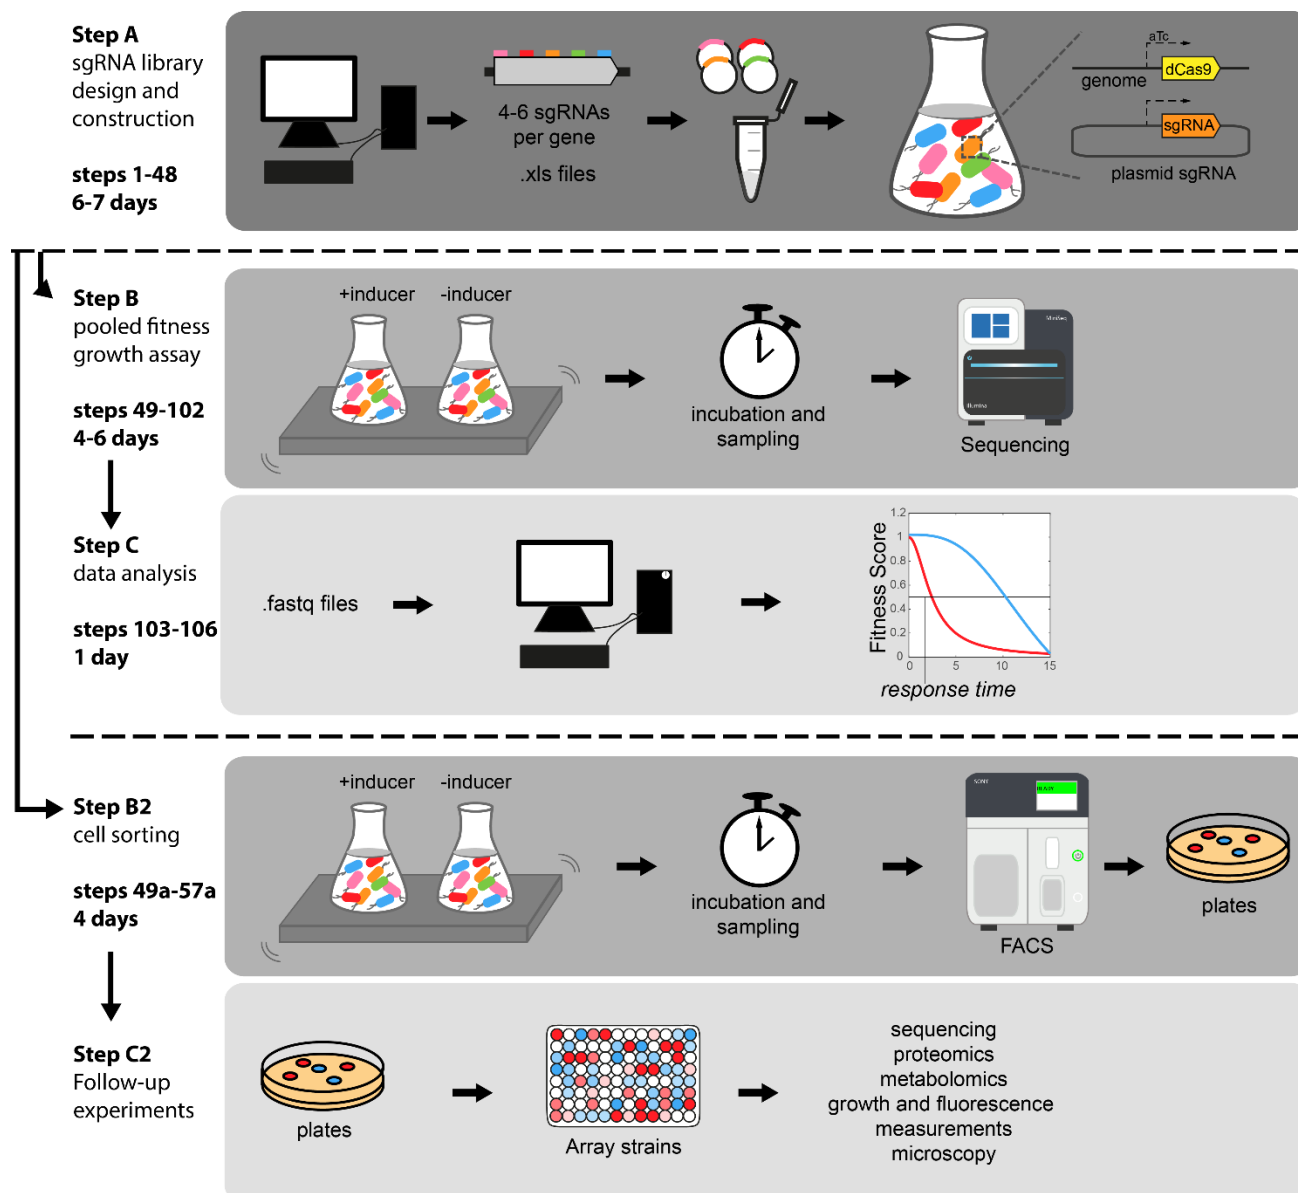 Step A
sgRNA library
design and
construction
steps 1-48
6-7 days
4-6 sgRNAs
per gene
.xls files
aTc
dCas9
genome
sgRNA
plasmid sgRNA
Step B
pooled fitness
growth assay
steps 49-102
4-6 days
+inducer
-inducer
incubation and
sampling
MiniSeq
illumina
Sequencing
Step C
data analysis
steps 103-106
1 day
.fastq files
Fitness Score
1.2
1
0.8
0.6
0.4
0.2
0
0
5
10
15
response time
Step B2
cell sorting
steps 49a-57a
4 days
+inducer
-inducer
incubation and
sampling
SONY
READY
FACS
plates
Step C2
Follow-up
experiments
plates
Array strains
sequencing
proteomics
metabolomics
growth and fluorescence
measurements
microscopy